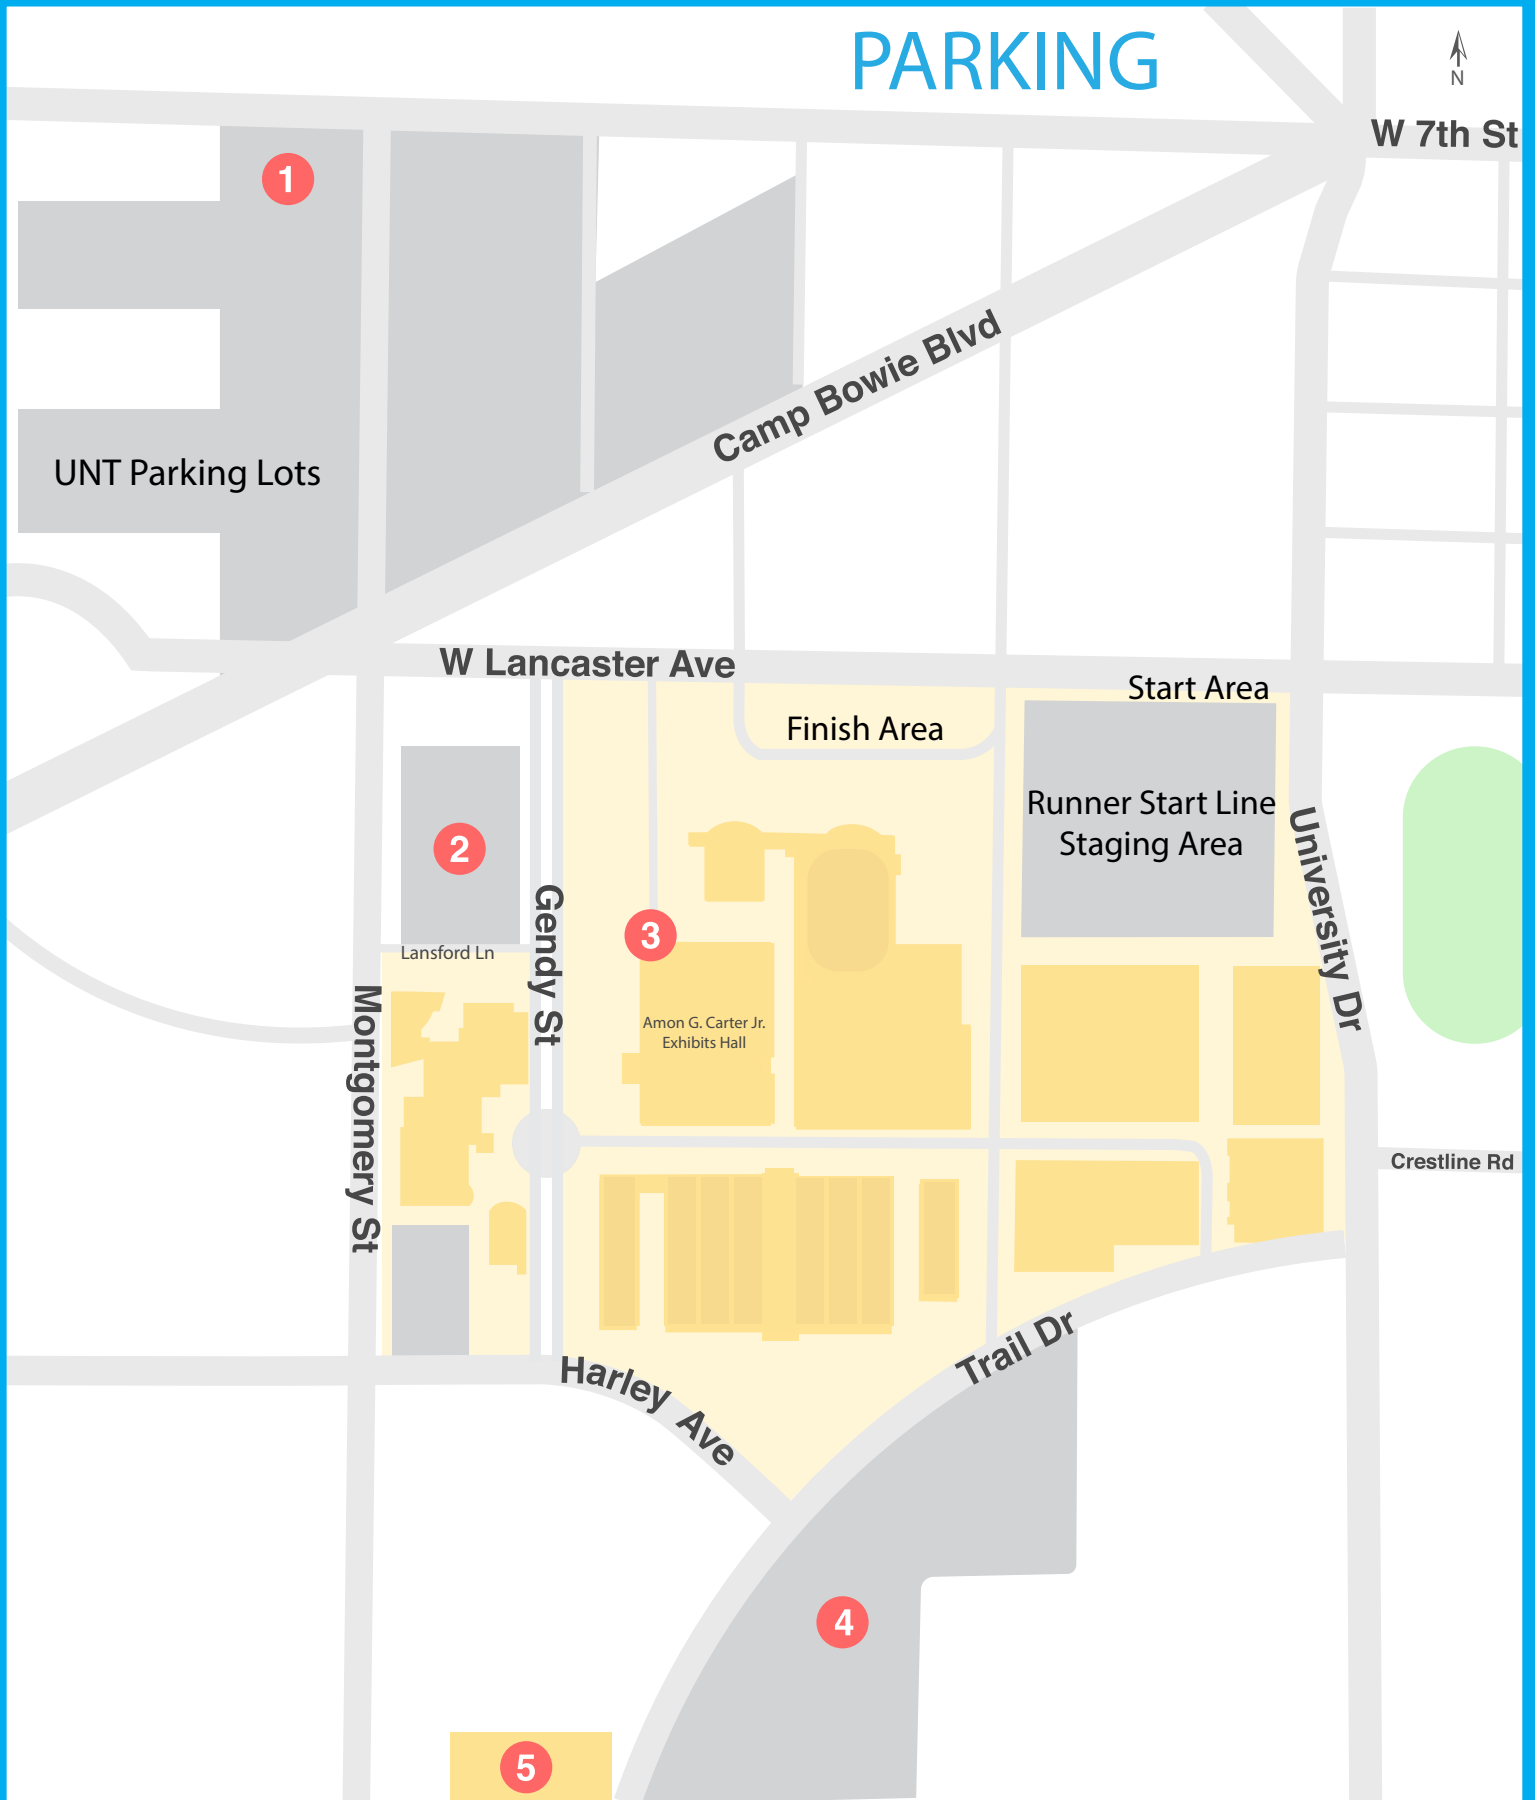 PARKING
N
W 7th St
1
Camp Bowie Blvd
UNT Parking Lots
W Lancaster Ave
Start Area
Finish Area
Runner Start Line
Staging Area
2
University Dr
Gendy St
3
Lansford Ln
Montgomery St
Amon G. Carter Jr.
Exhibits Hall
Crestline Rd
Trail Dr
Harley Ave
4
5